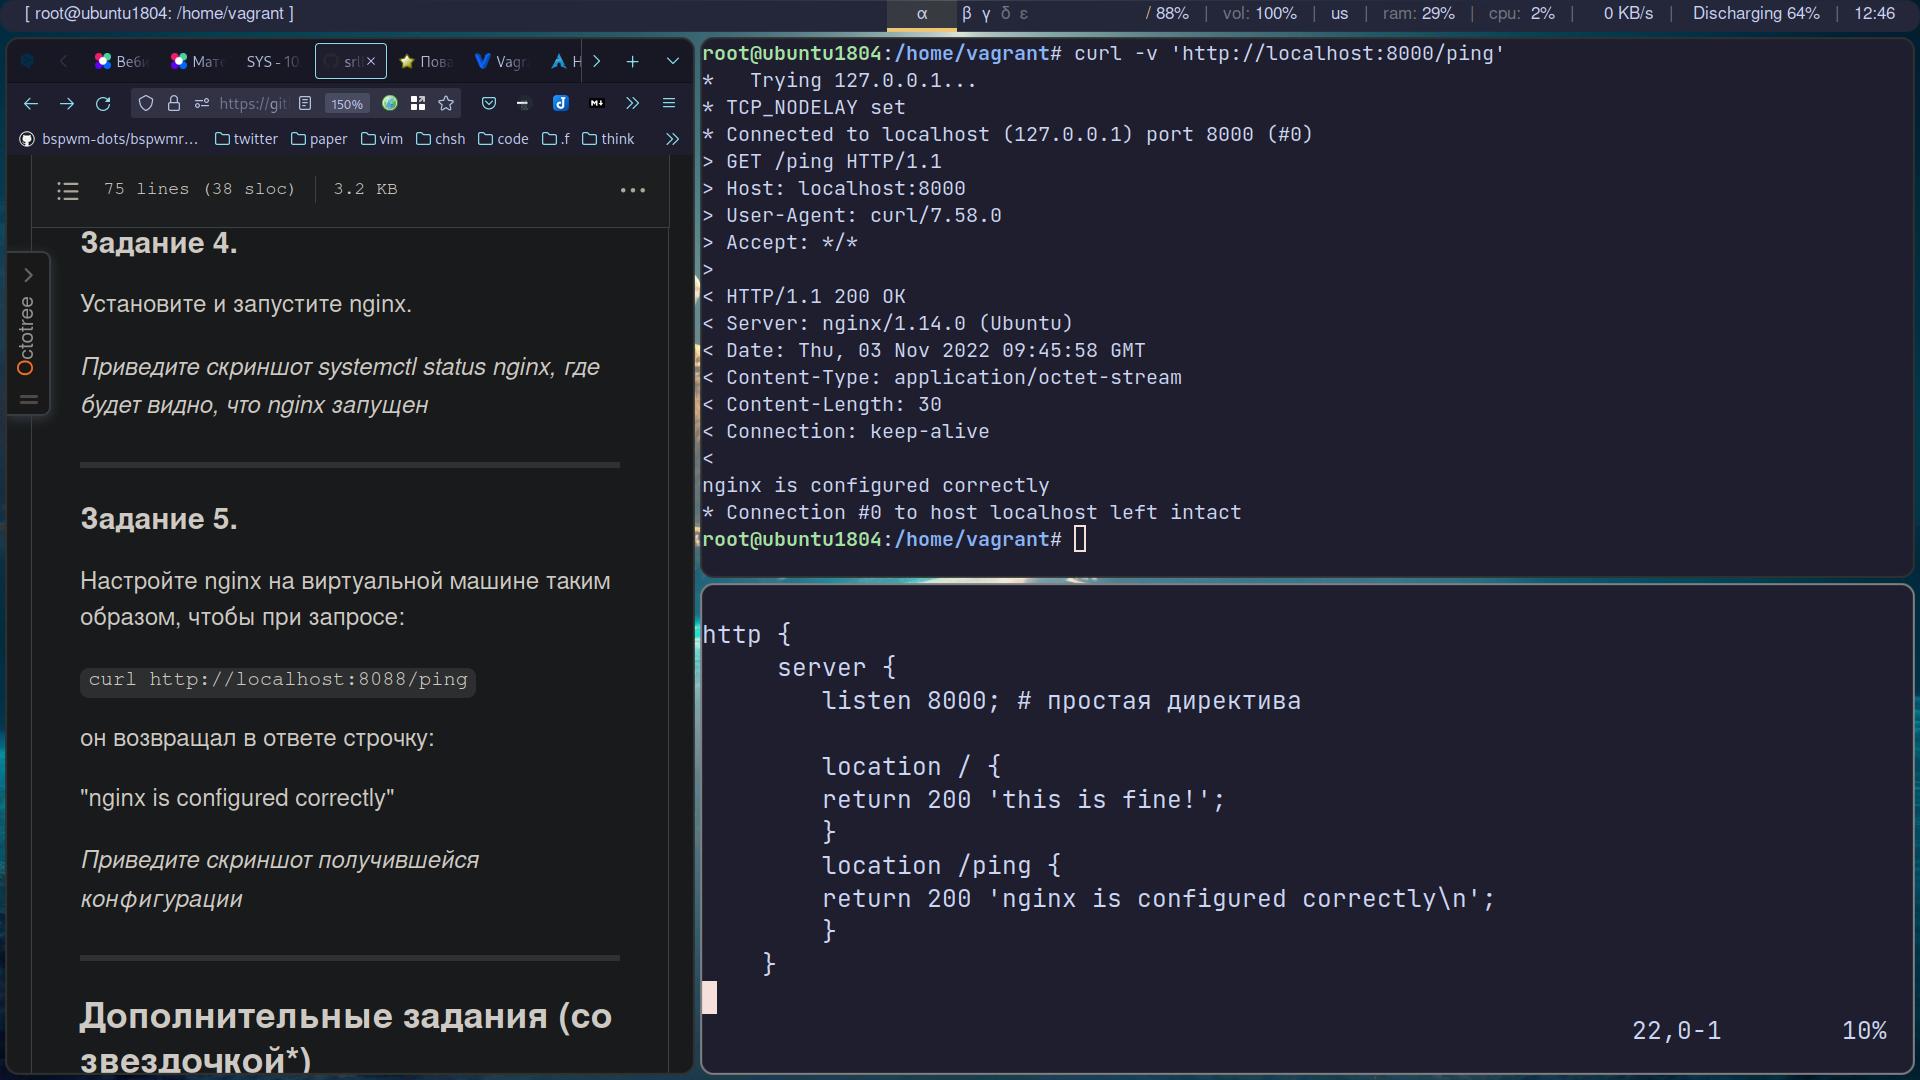 [ root@ubuntu1804: /home/vagrant ]
α β γ δ ε
/ 88% | vol: 100% | us | ram: 29% | cpu: 2% | 0 KB/s | Discharging 64% | 12:46
Веби Мате SYS - 10 srl × Пова Vagr H
https://git 150%
bspwm-dots/bspwmr... twitter paper vim chsh code .f think
75 lines (38 sloc) 3.2 KB
Octotree
Задание 4.
Установите и запустите nginx.
Приведите скриншот systemctl status nginx, где
будет видно, что nginx запущен
Задание 5.
Настройте nginx на виртуальной машине таким
образом, чтобы при запросе:
curl http://localhost:8088/ping
он возвращал в ответе строчку:
"nginx is configured correctly"
Приведите скриншот получившейся
конфигурации
Дополнительные задания (со
звездочкой*)
root@ubuntu1804:/home/vagrant# curl -v 'http://localhost:8000/ping'
*   Trying 127.0.0.1...
* TCP_NODELAY set
* Connected to localhost (127.0.0.1) port 8000 (#0)
> GET /ping HTTP/1.1
> Host: localhost:8000
> User-Agent: curl/7.58.0
> Accept: */*
>
< HTTP/1.1 200 OK
< Server: nginx/1.14.0 (Ubuntu)
< Date: Thu, 03 Nov 2022 09:45:58 GMT
< Content-Type: application/octet-stream
< Content-Length: 30
< Connection: keep-alive
<
nginx is configured correctly
* Connection #0 to host localhost left intact
root@ubuntu1804:/home/vagrant#
http {
server {
listen 8000; # простая директива
location / {
return 200 'this is fine!';
}
location /ping {
return 200 'nginx is configured correctly\n';
}
}
22,0-1 10%